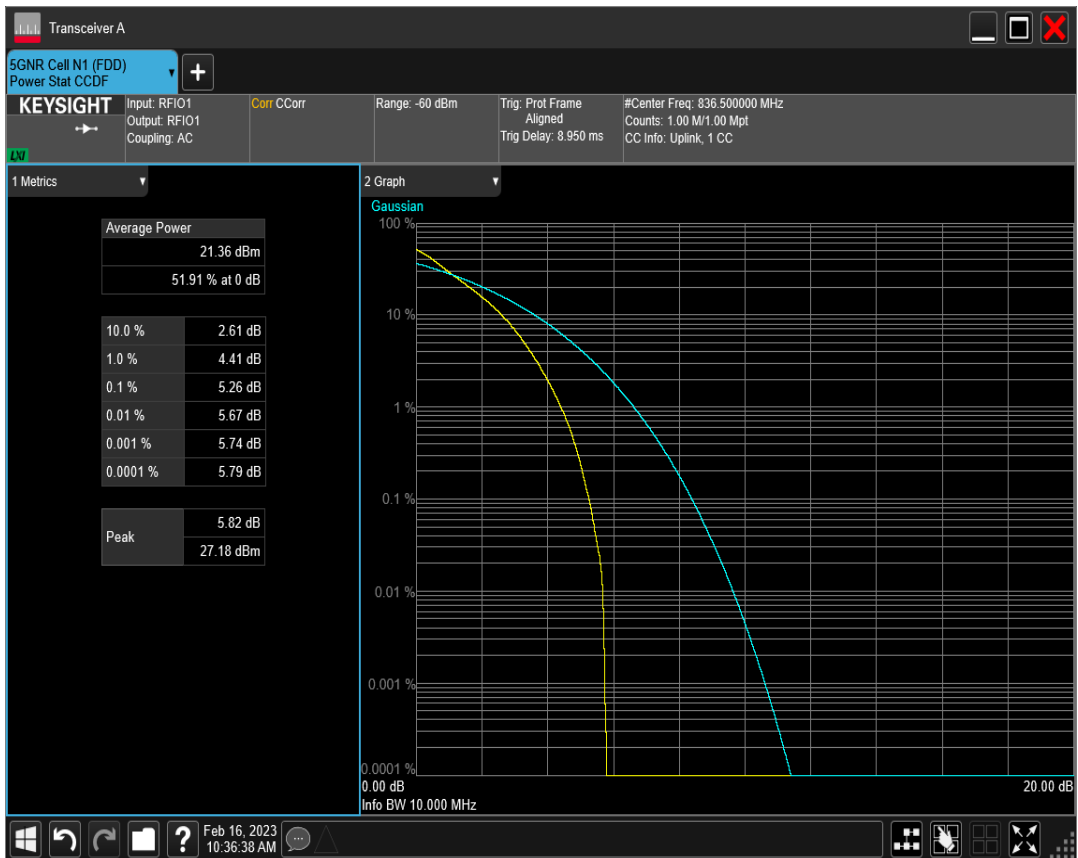 Transceiver A
5GNR Cell N1 (FDD)
Power Stat CCDF
+
KEYSIGHT
LXI
Input: RFIO1
Output: RFIO1
Coupling: AC
Corr CCorr
Range: -60 dBm
Trig: Prot Frame
Aligned
Trig Delay: 8.950 ms
#Center Freq: 836.500000 MHz
Counts: 1.00 M/1.00 Mpt
CC Info: Uplink, 1 CC
1 Metrics
Average Power
21.36 dBm
51.91 % at 0 dB
10.0 % 2.61 dB
1.0 % 4.41 dB
0.1 % 5.26 dB
0.01 % 5.67 dB
0.001 % 5.74 dB
0.0001 % 5.79 dB
Peak
5.82 dB
27.18 dBm
2 Graph
Gaussian
100 %
10 %
1 %
0.1 %
0.01 %
0.001 %
0.0001 %
0.00 dB 20.00 dB
Info BW 10.000 MHz
?
Feb 16, 2023
10:36:38 AM